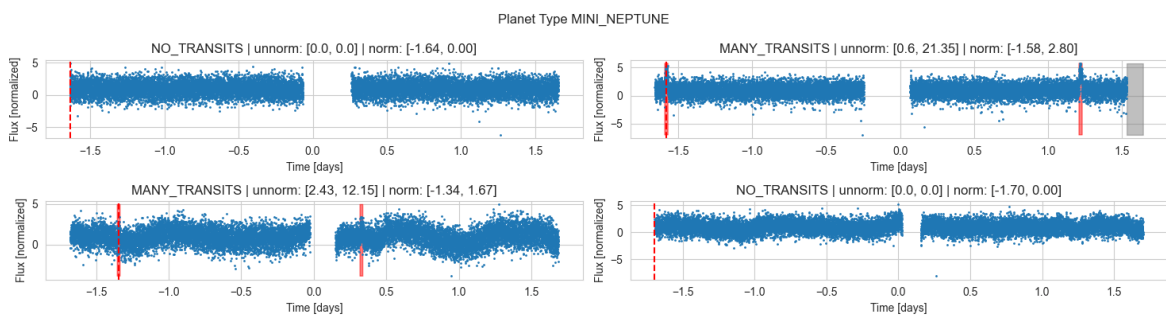 Planet Type MINI_NEPTUNE
NO_TRANSITS | unnorm: [0.0, 0.0] | norm: [-1.64, 0.00]
Flux [normalized]
5
0
−5
−1.5 −1.0 −0.5 0.0 0.5 1.0 1.5
Time [days]
MANY_TRANSITS | unnorm: [0.6, 21.35] | norm: [-1.58, 2.80]
Flux [normalized]
5
0
−5
−1.5 −1.0 −0.5 0.0 0.5 1.0 1.5
Time [days]
MANY_TRANSITS | unnorm: [2.43, 12.15] | norm: [-1.34, 1.67]
Flux [normalized]
5
0
−1.5 −1.0 −0.5 0.0 0.5 1.0 1.5
Time [days]
NO_TRANSITS | unnorm: [0.0, 0.0] | norm: [-1.70, 0.00]
Flux [normalized]
5
0
−5
−1.5 −1.0 −0.5 0.0 0.5 1.0 1.5
Time [days]